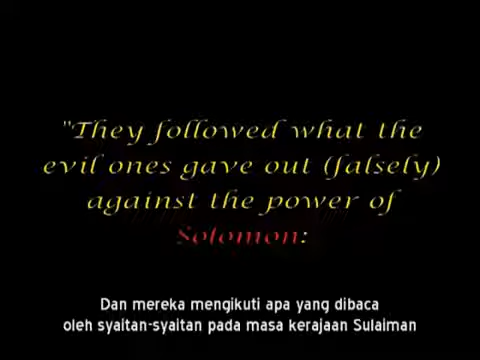 "They followed what the
evil ones gave out (falsely)
against the power of
Solomon:
Dan mereka mengikuti apa yang dibaca
oleh syaitan-syaitan pada masa kerajaan Sulaiman